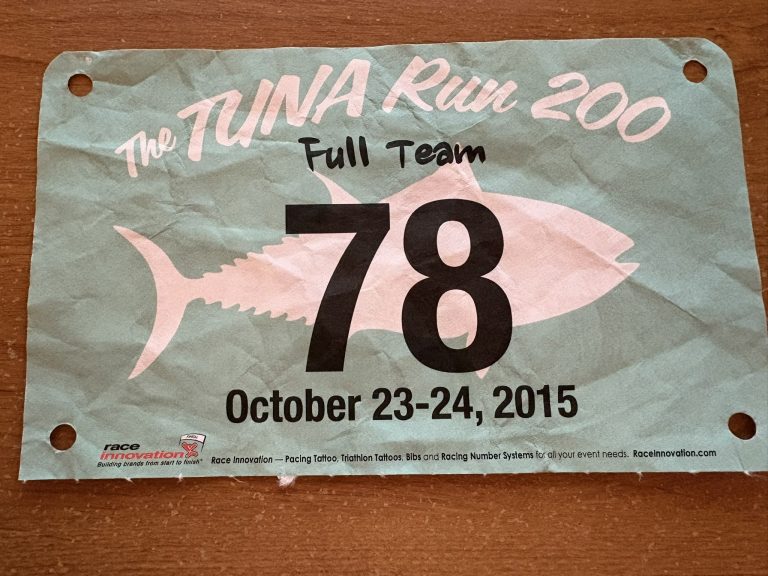 The TUNA Run 200
Full Team
78
October 23-24, 2015
race
innovation
Building brands from start to finish™
Race Innovation — Pacing Tattoo, Triathlon Tattoos, Bibs and Racing Number Systems for all your event needs. Raceinnovation.com